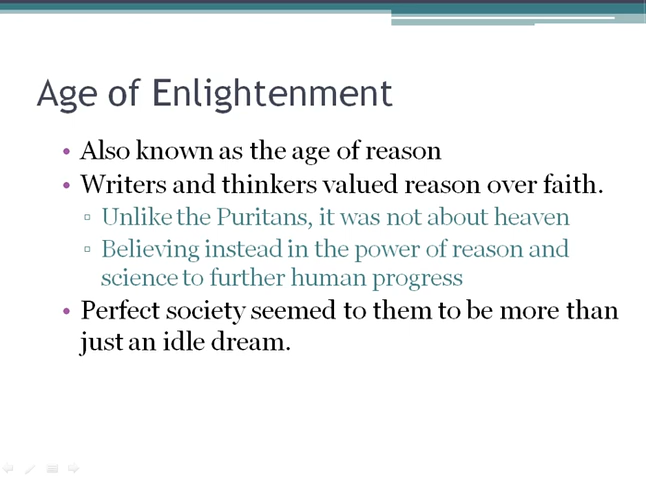 Age of Enlightenment
• Also known as the age of reason
• Writers and thinkers valued reason over faith.
▫ Unlike the Puritans, it was not about heaven
▫ Believing instead in the power of reason and
science to further human progress
• Perfect society seemed to them to be more than
just an idle dream.